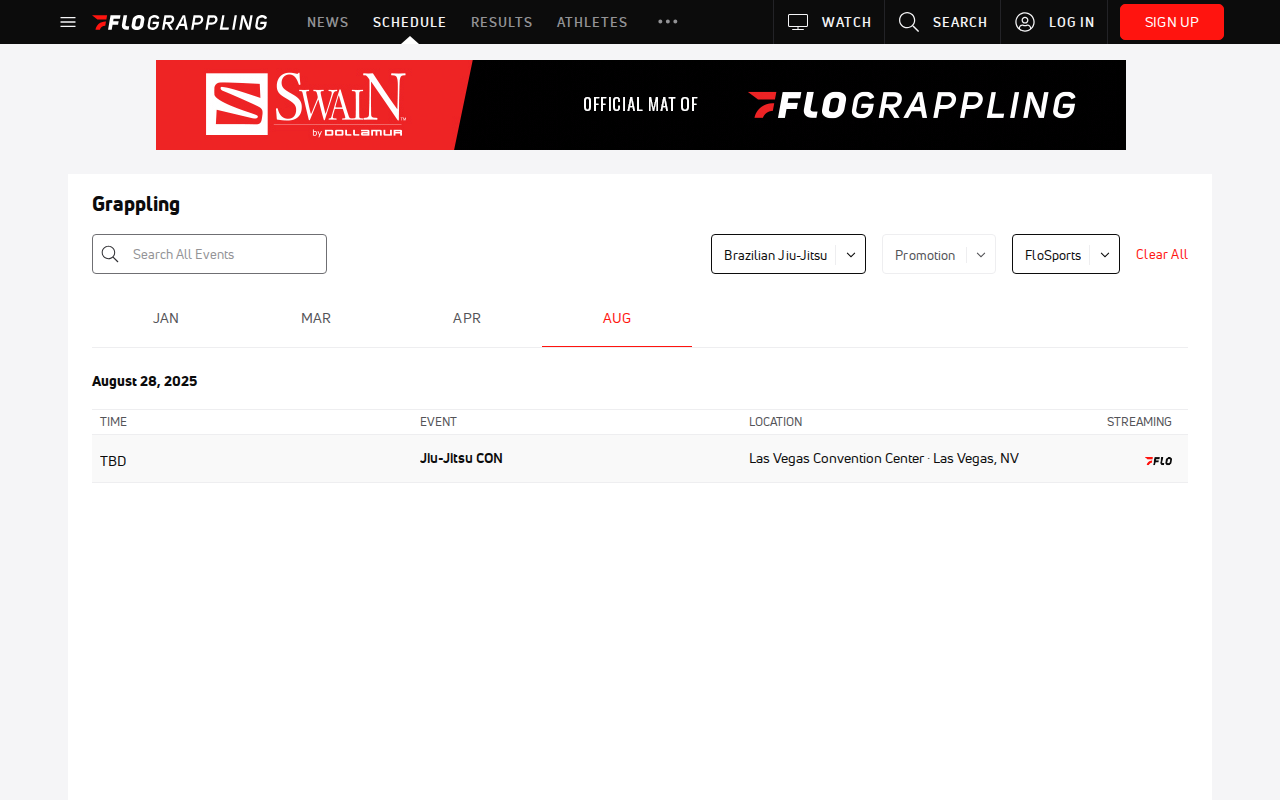 FLOGRAPPLING NEWS SCHEDULE RESULTS ATHLETES WATCH SEARCH LOG IN SIGN UP
SWAIN by DOLLAMUR OFFICIAL MAT OF FLOGRAPPLING
Grappling
Search All Events Brazilian Jiu-Jitsu Promotion FloSports Clear All
JAN MAR APR AUG
August 28, 2025
TIME EVENT LOCATION STREAMING
TBD Jiu-Jitsu CON Las Vegas Convention Center · Las Vegas, NV FLO